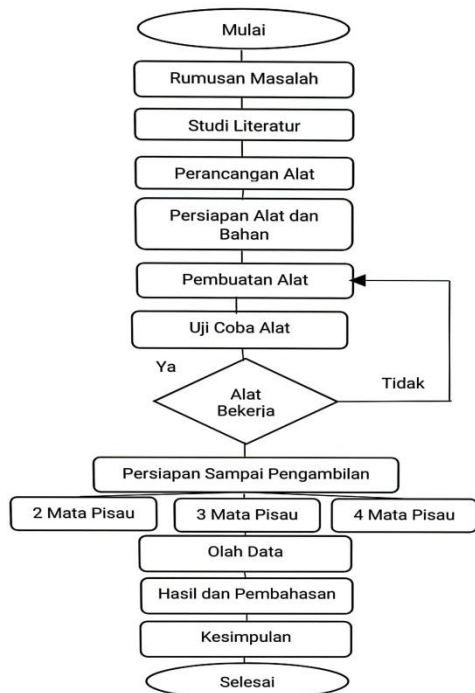 Mulai
Rumusan Masalah
Studi Literatur
Perancangan Alat
Persiapan Alat dan
Bahan
Pembuatan Alat
Uji Coba Alat
Ya
Alat
Bekerja
Tidak
Persiapan Sampai Pengambilan
2 Mata Pisau
3 Mata Pisau
4 Mata Pisau
Olah Data
Hasil dan Pembahasan
Kesimpulan
Selesai